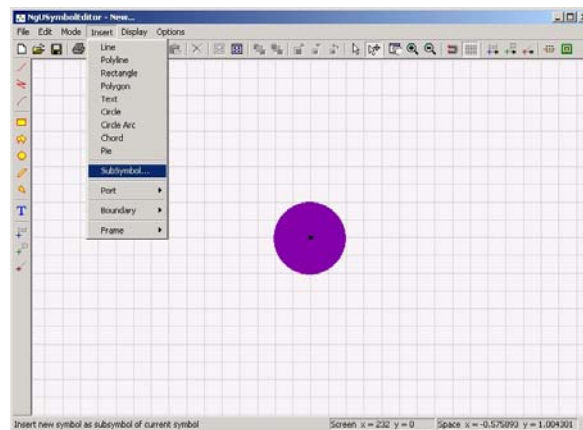 NgUSymbolEditor - New...
File Edit Mode Insert Display Options
Line
Polyline
Rectangle
Polygon
Text
Circle
Circle Arc
Chord
Pie
SubSymbol...
Port
Boundary
Frame
T
Insert new symbol as subsymbol of current symbol Screen x = 232 y = 0 Space x = -0.575893 y = 1.004301